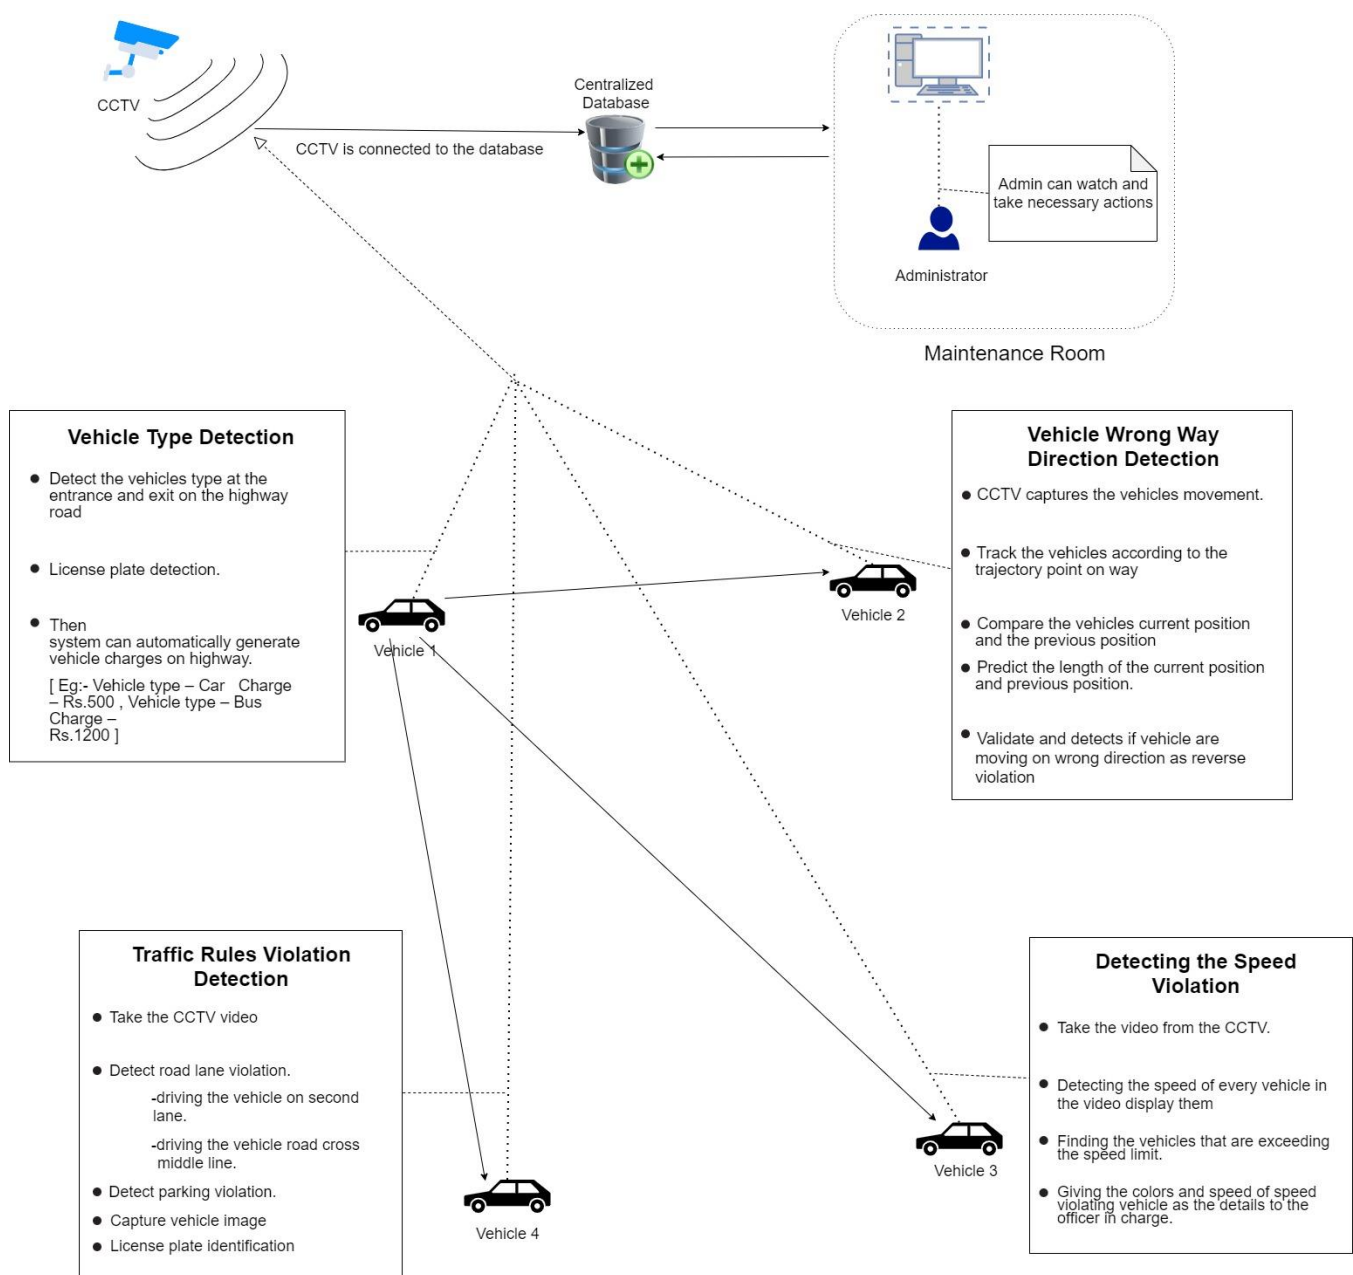 CCTV
CCTV is connected to the database
Centralized
Database
Admin can watch and
take necessary actions
Administrator
Maintenance Room
Vehicle Type Detection
● Detect the vehicles type at the
entrance and exit on the highway
road
● License plate detection.
● Then
system can automatically generate
vehicle charges on highway.
[ Eg:- Vehicle type – Car Charge
– Rs.500 , Vehicle type – Bus
Charge –
Rs.1200 ]
Vehicle 1
Vehicle 2
Vehicle Wrong Way
Direction Detection
● CCTV captures the vehicles movement.
● Track the vehicles according to the
trajectory point on way
● Compare the vehicles current position
and the previous position
● Predict the length of the current position
and previous position.
● Validate and detects if vehicle are
moving on wrong direction as reverse
violation
Traffic Rules Violation
Detection
● Take the CCTV video
● Detect road lane violation.
-driving the vehicle on second
lane.
-driving the vehicle road cross
middle line.
● Detect parking violation.
● Capture vehicle image
● License plate identification
Vehicle 4
Vehicle 3
Detecting the Speed
Violation
● Take the video from the CCTV.
● Detecting the speed of every vehicle in
the video display them
● Finding the vehicles that are exceeding
the speed limit.
● Giving the colors and speed of speed
violating vehicle as the details to the
officer in charge.